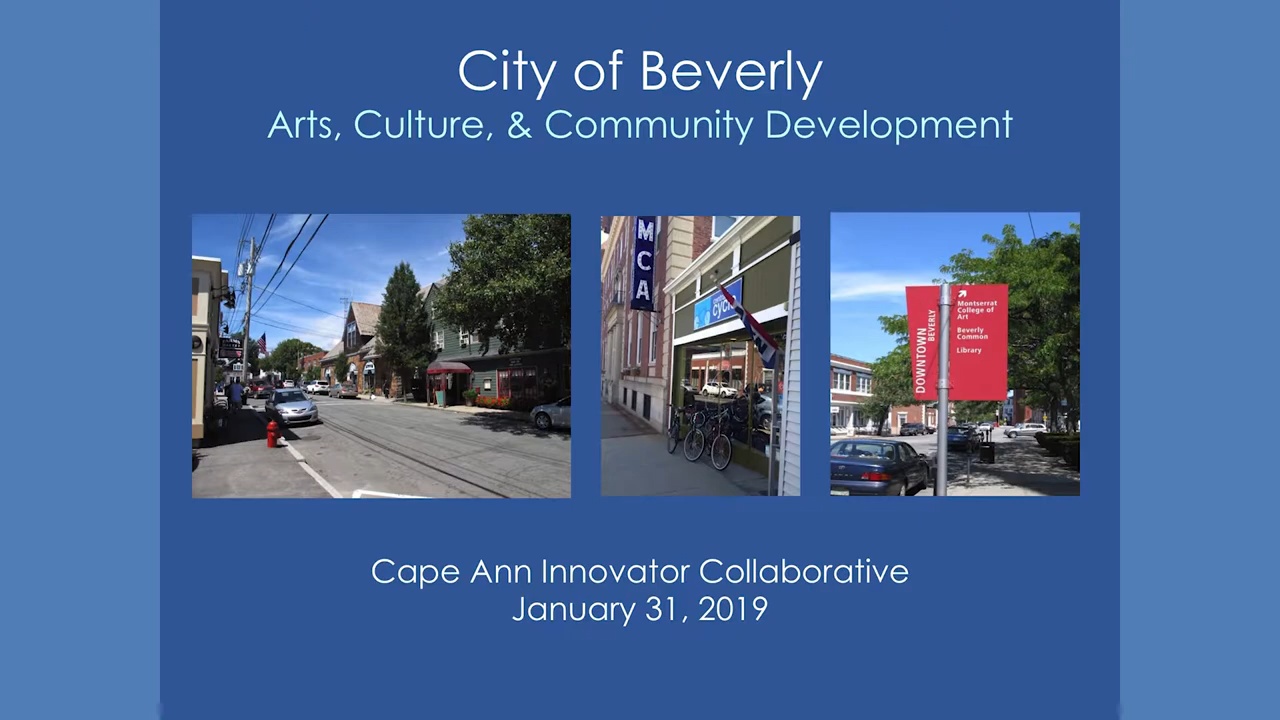 City of Beverly
Arts, Culture, & Community Development
MCA
cycle
DOWNTOWN
BEVERLY
Montserrat
College of
Art
Beverly
Common
Library
Cape Ann Innovator Collaborative
January 31, 2019